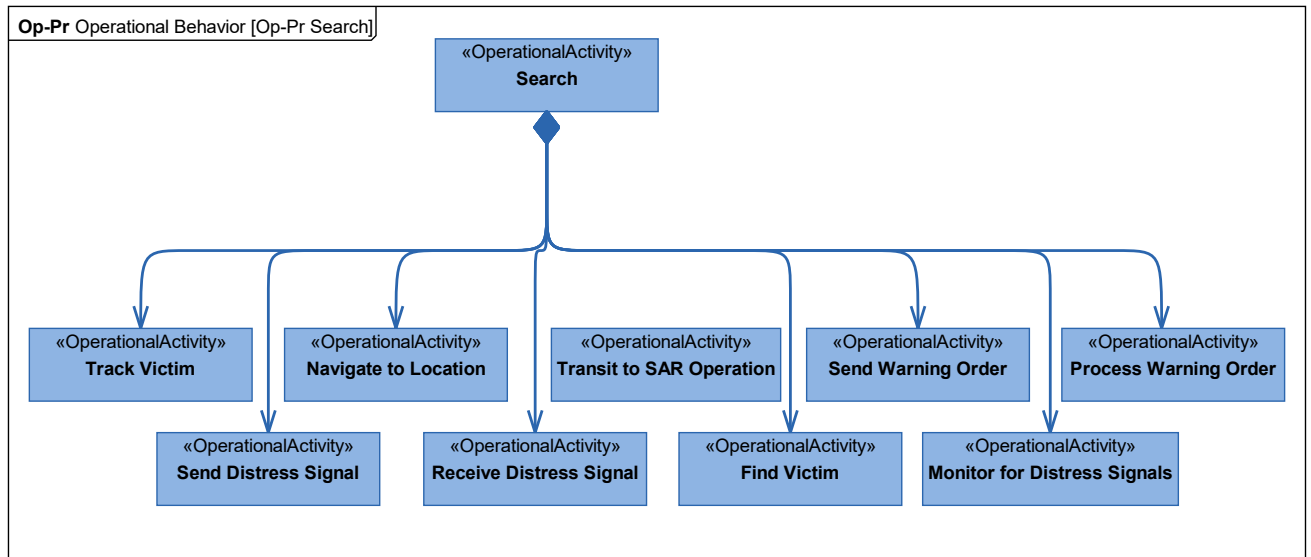 Op-Pr Operational Behavior [Op-Pr Search]
«OperationalActivity»
Search
«OperationalActivity»
Track Victim
«OperationalActivity»
Navigate to Location
«OperationalActivity»
Transit to SAR Operation
«OperationalActivity»
Send Warning Order
«OperationalActivity»
Process Warning Order
«OperationalActivity»
Send Distress Signal
«OperationalActivity»
Receive Distress Signal
«OperationalActivity»
Find Victim
«OperationalActivity»
Monitor for Distress Signals